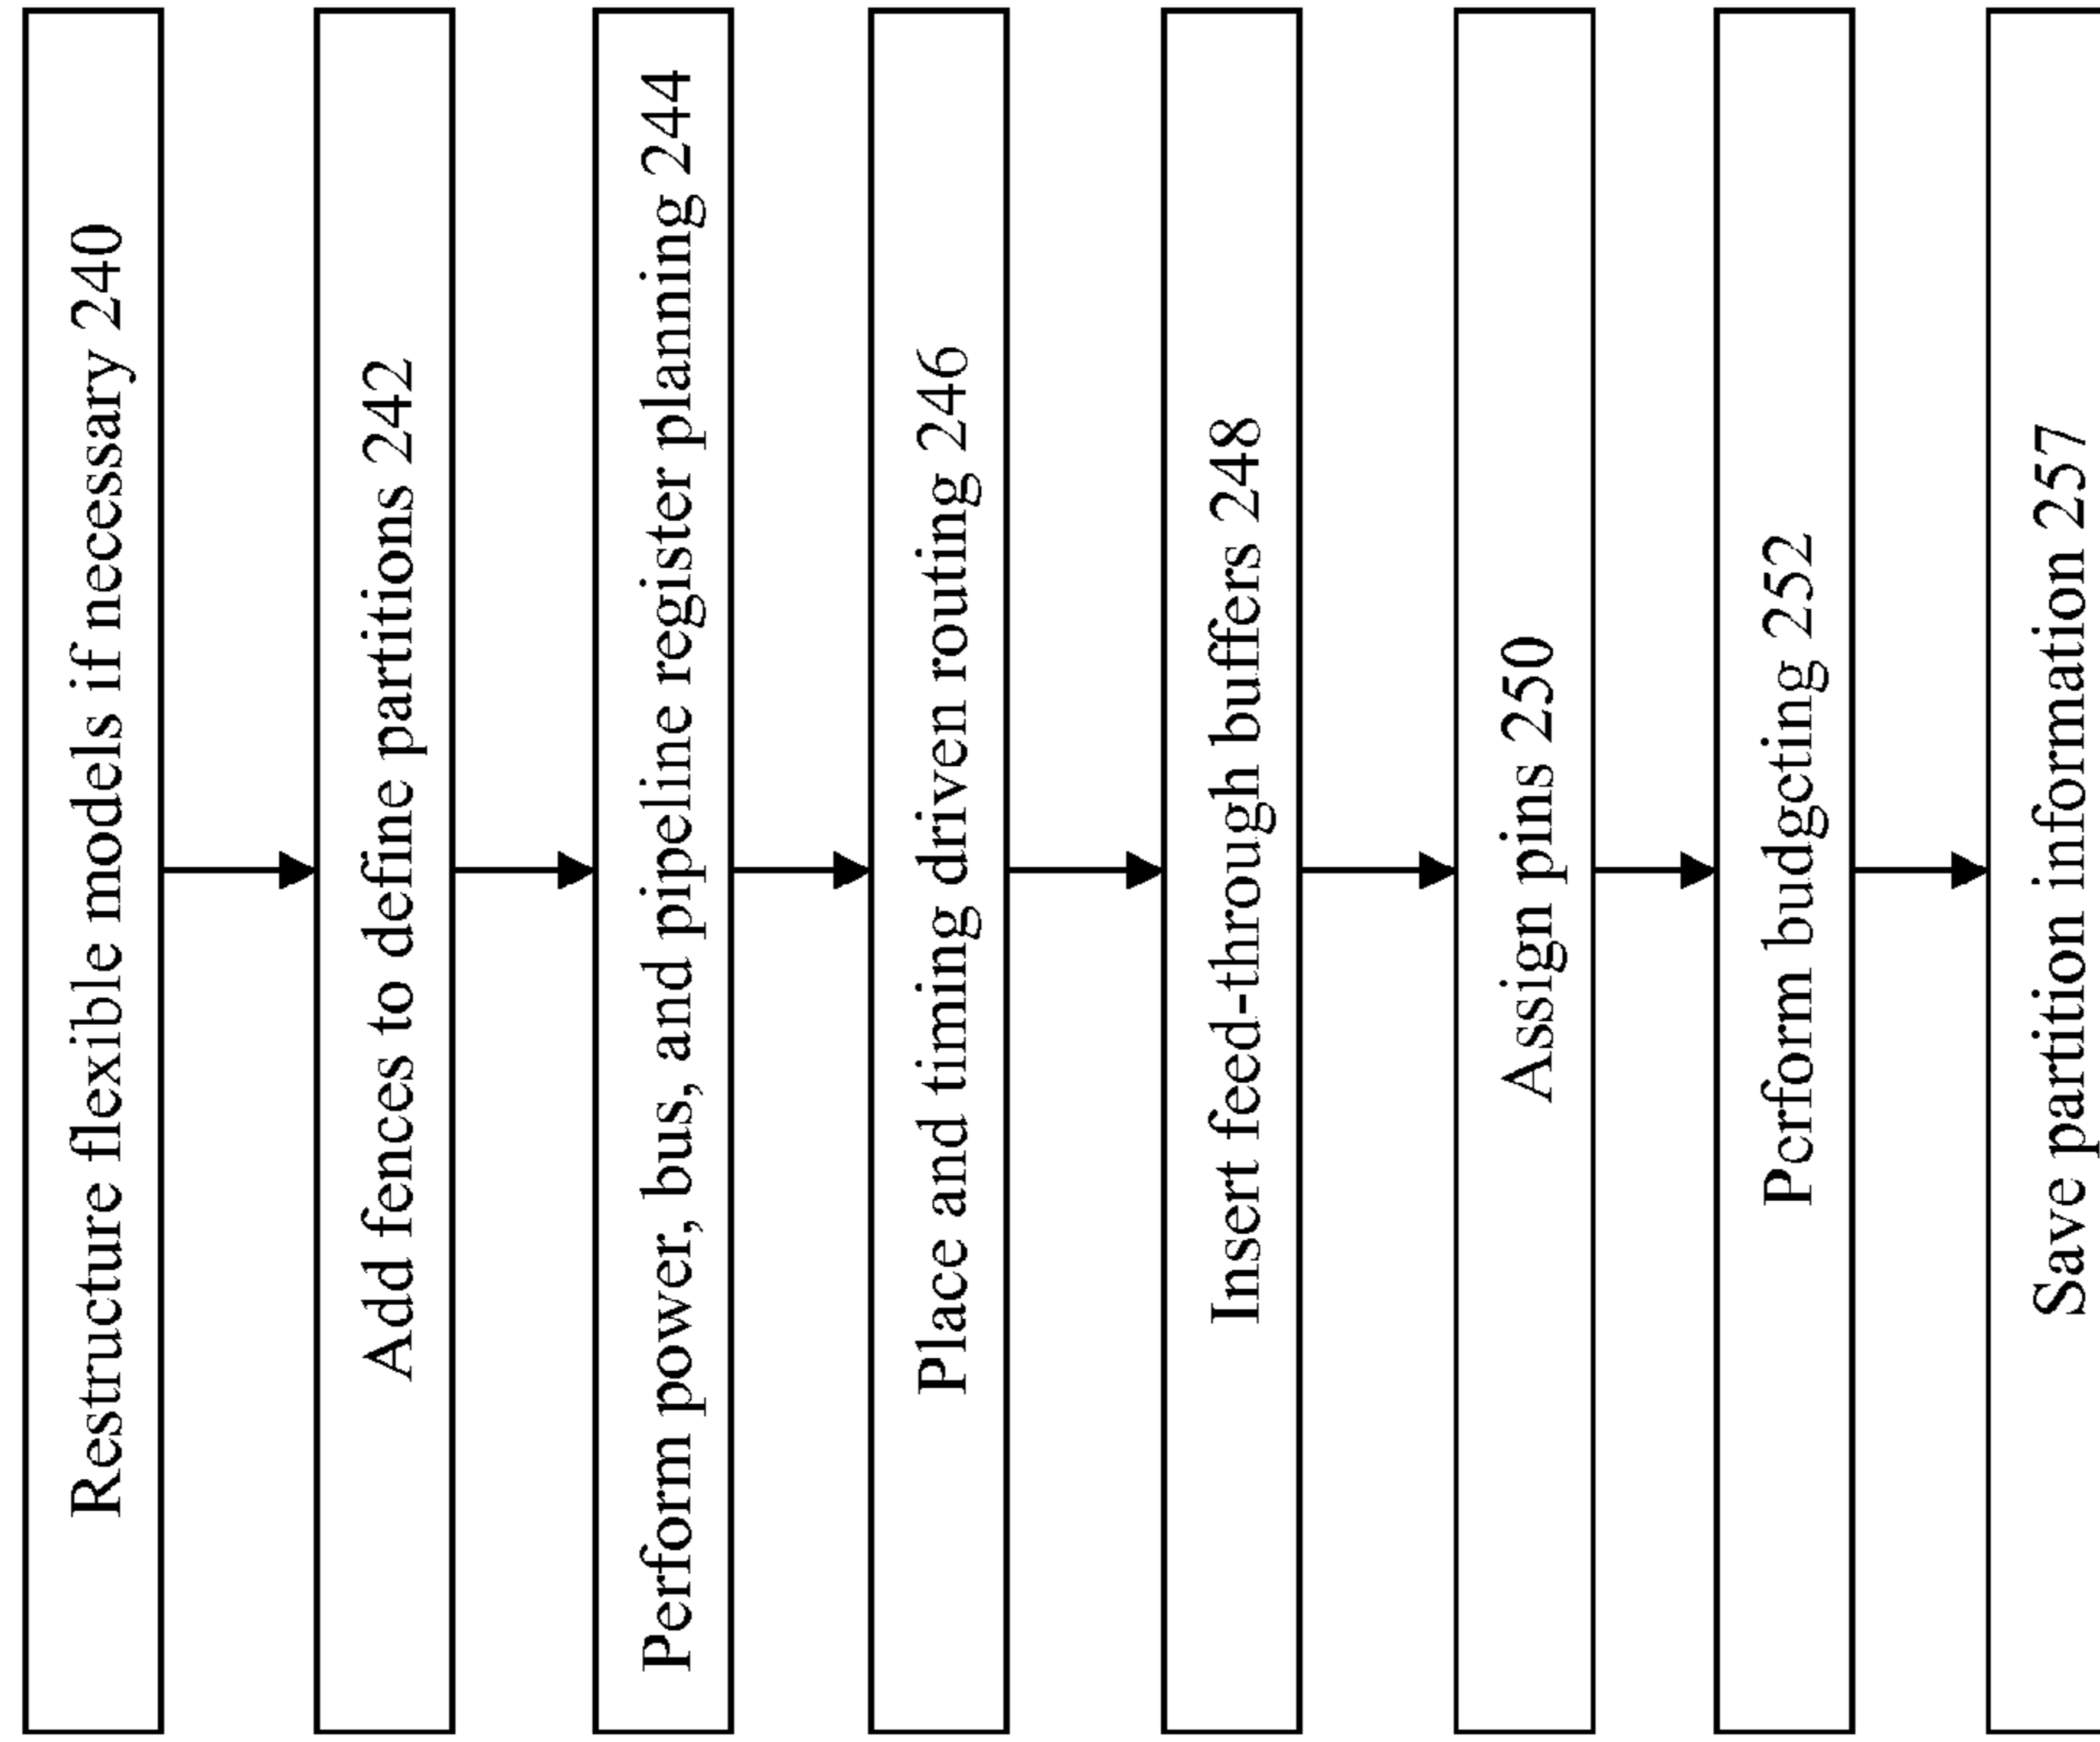 Restructure flexible models if necessary 240
Add fences to define partitions 242
Perform power, bus, and pipeline register planning 244
Place and timing driven routing 246
Insert feed-through buffers 248
Assign pins 250
Perform budgeting 252
Save partition information 257